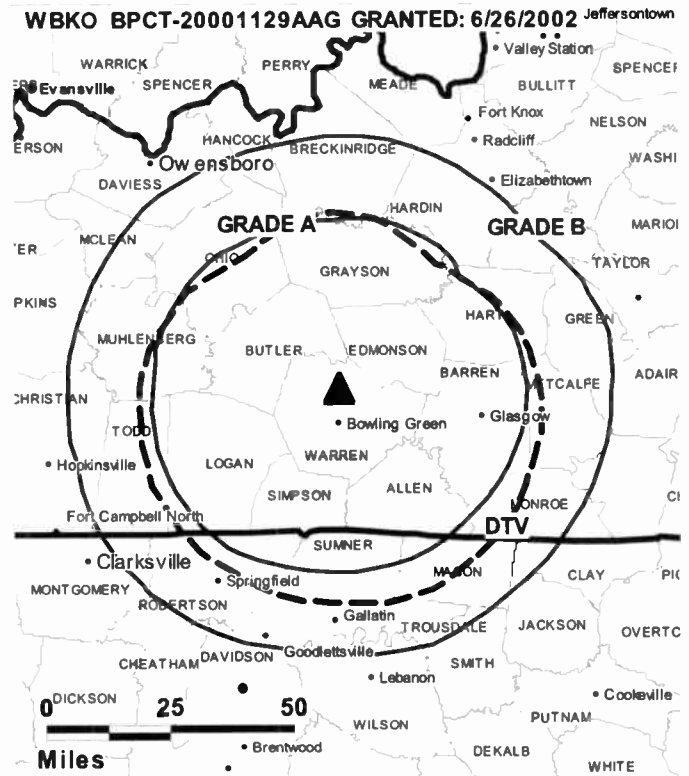 WBKO BPCT-20001129AAG GRANTED: 6/26/2002 Jeffersontown
Valley Station
WARRICK
PERRY
SPENCER
SPENCER
MEADE
BULLITT
Evansville
Fort Knox
NELSON
HANCOCK
Radcliff
ERSON
BRECKINRIDGE
WASHI
Owensboro
DAVIESS
Elizabethtown
HARDIN
GRADE A
GRADE B
MARIO
MCLEAN
TER
OHIO
TAYLOR
GRAYSON
PKINS
HART
GREEN
MUHLENBERG
BUTLER
EDMONSON
BARREN
METCALFE
ADAIR
CHRISTIAN
Glasgow
Bowling Green
TODD
WARREN
Hopkinsville
LOGAN
ALLEN
SIMPSON
MONROE
Fort Campbell North
DTV
SUMNER
Clarksville
MACON
CLAY
PIC
Springfield
MONTGOMERY
ROBERTSON
Gallatin
TROUSDALE
JACKSON
OVERTO
Goodlettsville
DAVIDSON
CHEATHAM
SMITH
Lebanon
DICKSON
Cookeville
0 25 50
PUTNAM
WILSON
Brentwood
DEKALB
Miles
WHITE